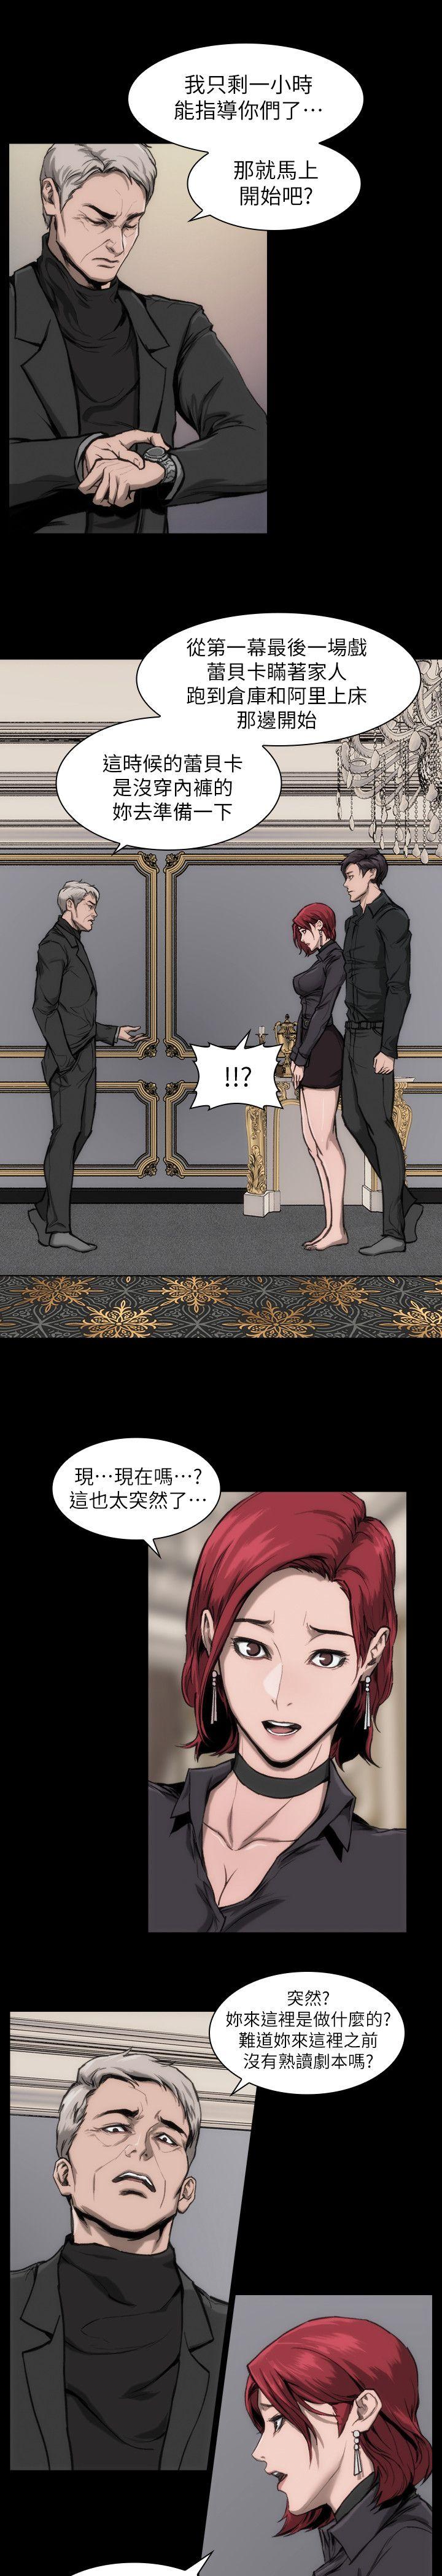 我只剩一小時
能指導你們了⋯
那就馬上
開始吧?
從第一幕最後一場戲
蕾貝卡瞞著家人
跑到倉庫和阿里上床
那邊開始
這時候的蕾貝卡
是沒穿內褲的
妳去準備一下
!!?
現⋯現在嗎⋯?
這也太突然了⋯
突然?
妳來這裡是做什麼的?
難道妳來這裡之前
沒有熟讀劇本嗎?